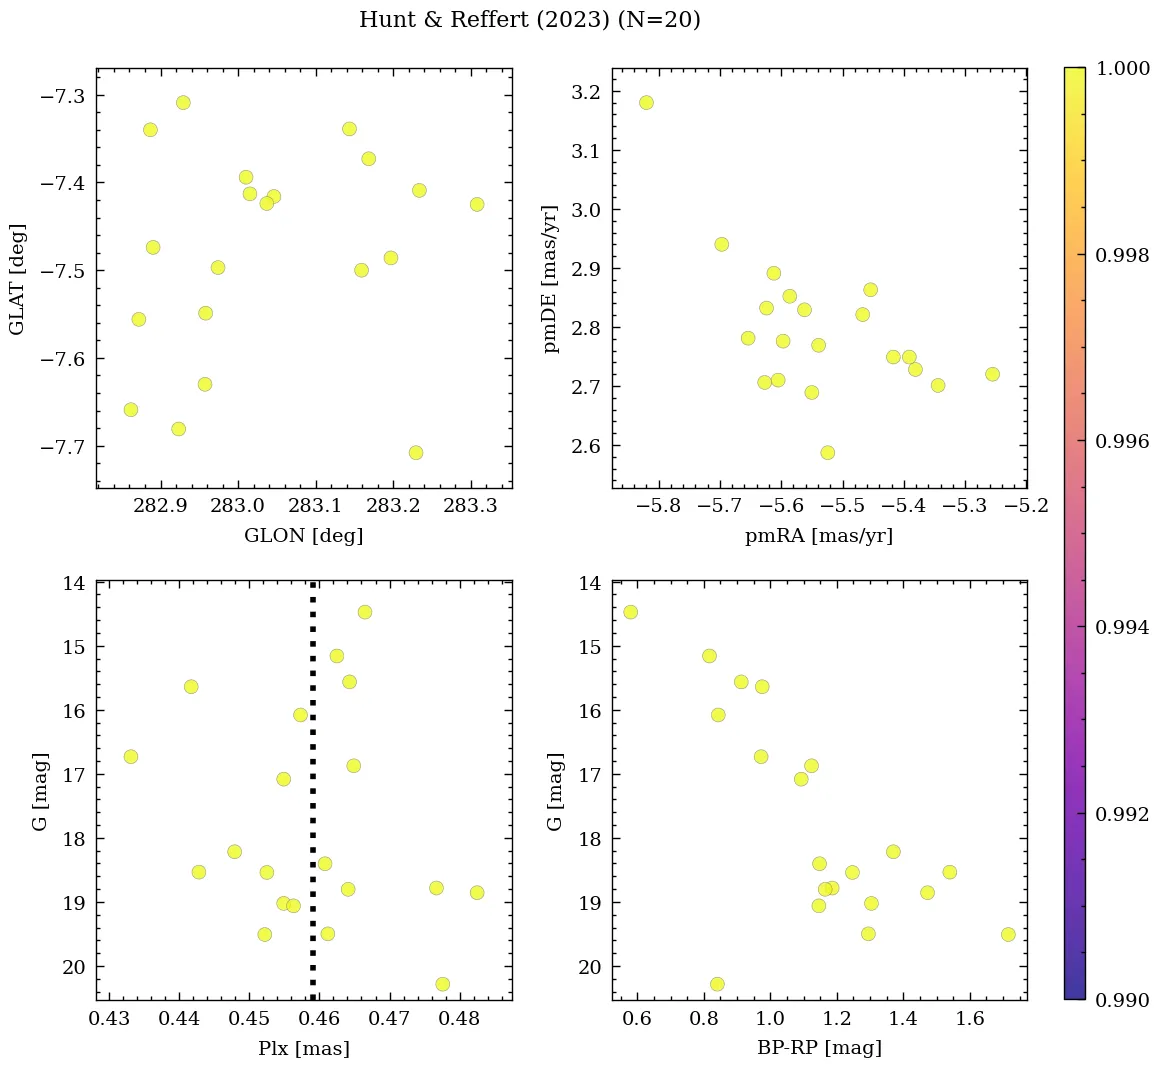 Hunt & Reffert (2023) (N=20)
−7.3
−7.4
−7.5
−7.6
−7.7
GLAT [deg]
282.9 283.0 283.1 283.2 283.3
GLON [deg]
3.2
3.1
3.0
2.9
2.8
2.7
2.6
pmDE [mas/yr]
−5.8 −5.7 −5.6 −5.5 −5.4 −5.3 −5.2
pmRA [mas/yr]
14
15
16
17
18
19
20
G [mag]
0.43 0.44 0.45 0.46 0.47 0.48
Plx [mas]
14
15
16
17
18
19
20
G [mag]
0.6 0.8 1.0 1.2 1.4 1.6
BP-RP [mag]
1.000
0.998
0.996
0.994
0.992
0.990